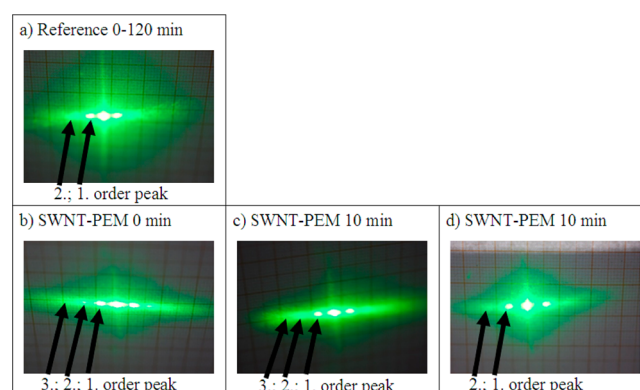 a) Reference 0-120 min
2.; 1. order peak
b) SWNT-PEM 0 min
c) SWNT-PEM 10 min
d) SWNT-PEM 10 min
3.; 2.; 1. order peak
3.; 2.; 1. order peak
2.; 1. order peak